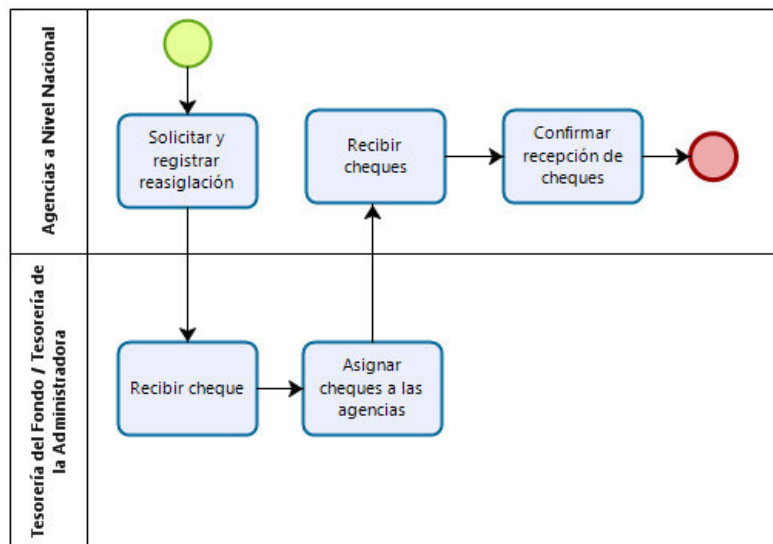 Agencias a Nivel Nacional
Solicitar y
registrar
reasiglación
Recibir
cheques
Confirmar
recepción de
cheques
Tesorería del Fondo / Tesorería de
la Administradora
Recibir cheque
Asignar
cheques a las
agencias